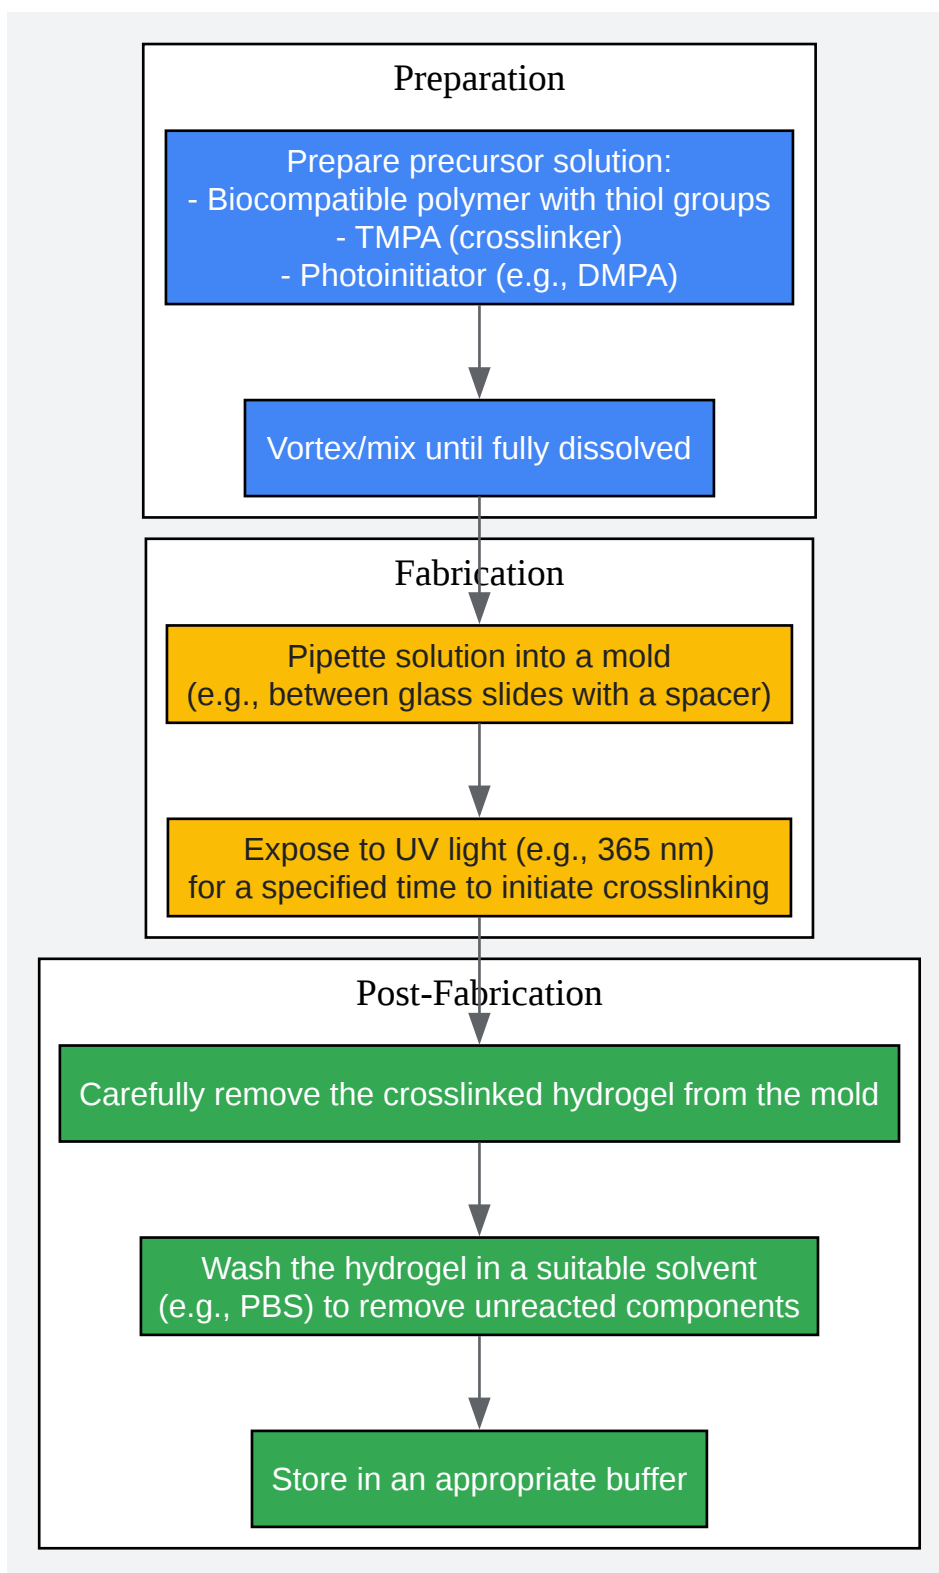 Preparation
Prepare precursor solution:
- Biocompatible polymer with thiol groups
- TMPA (crosslinker)
- Photoinitiator (e.g., DMPA)
Vortex/mix until fully dissolved
Fabrication
Pipette solution into a mold
(e.g., between glass slides with a spacer)
Expose to UV light (e.g., 365 nm)
for a specified time to initiate crosslinking
Post-Fabrication
Carefully remove the crosslinked hydrogel from the mold
Wash the hydrogel in a suitable solvent
(e.g., PBS) to remove unreacted components
Store in an appropriate buffer